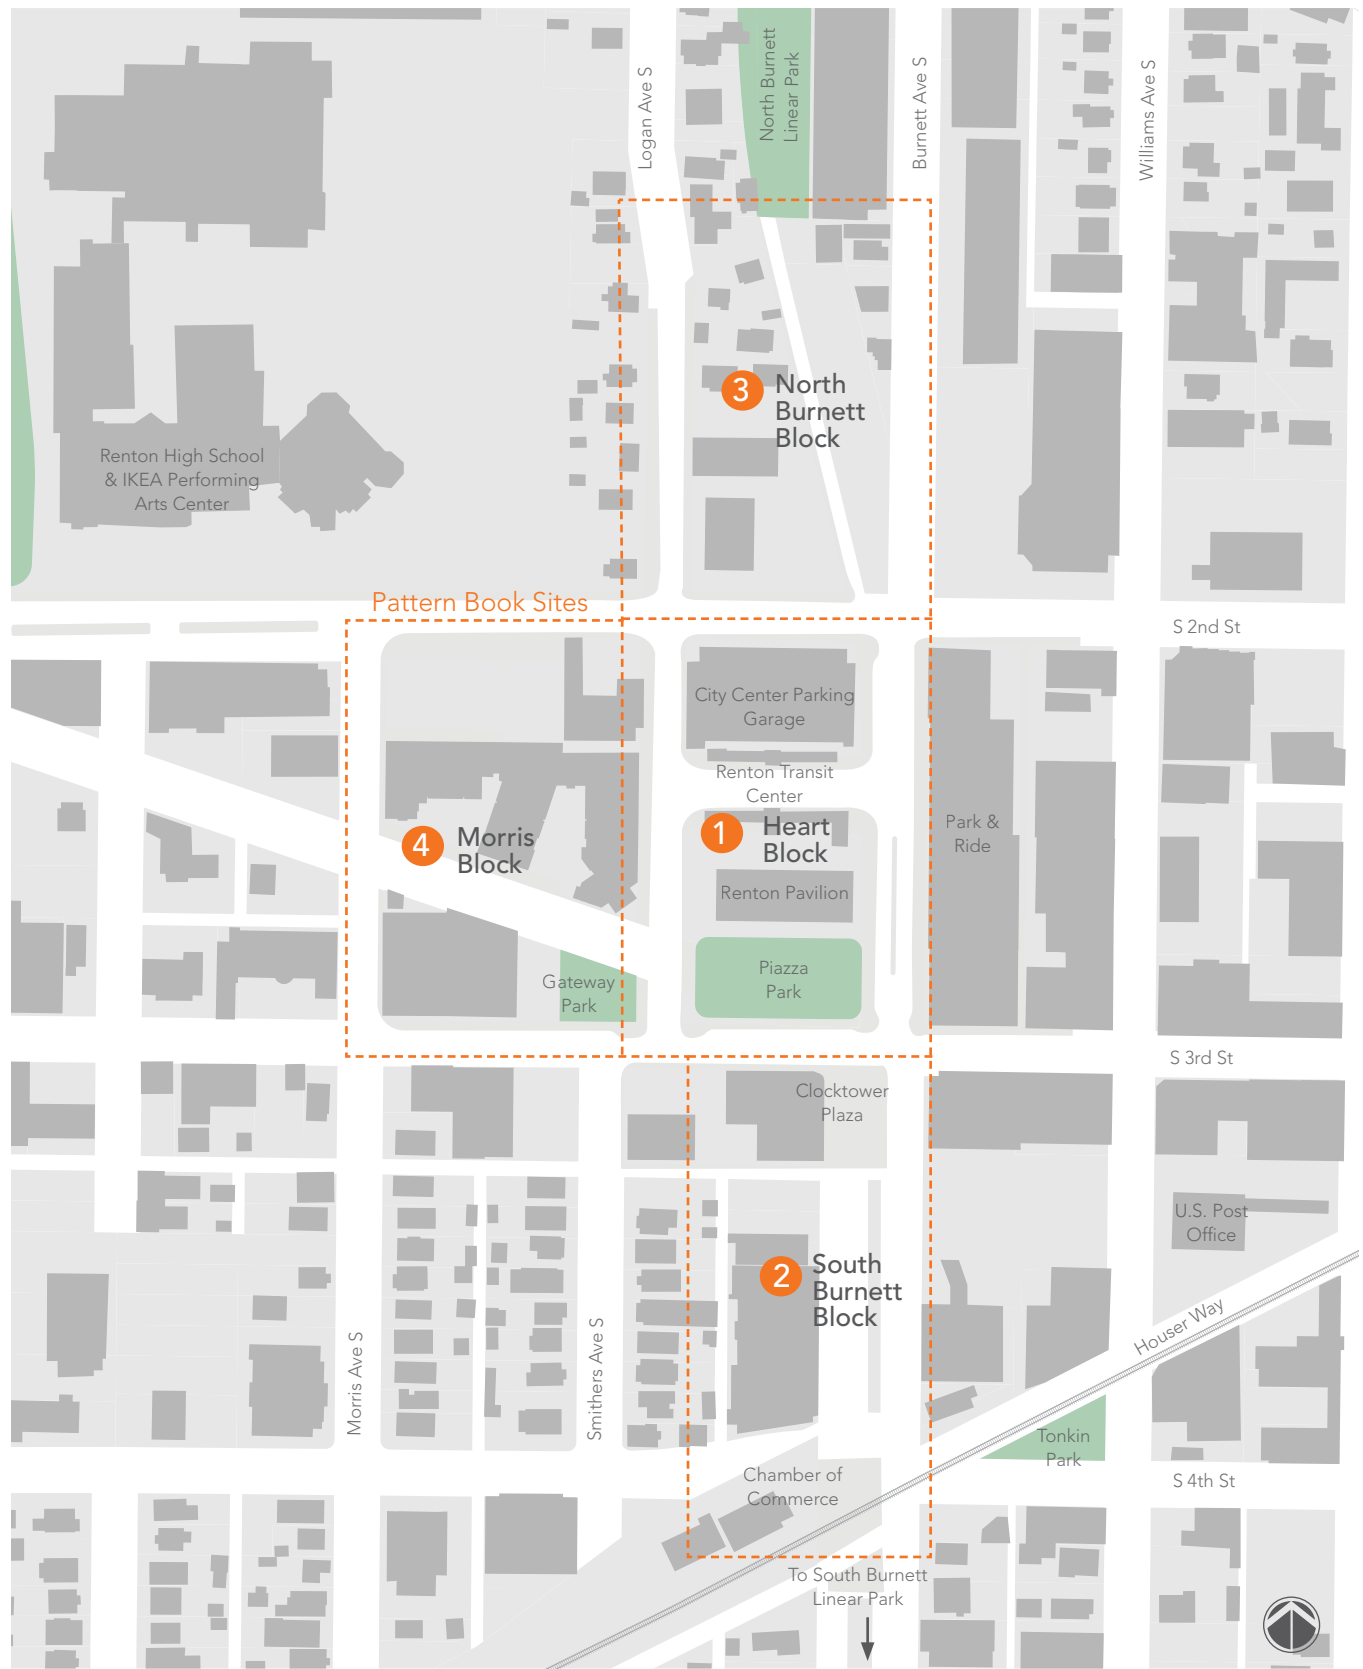 North Burnett
Linear Park
Logan Ave S
Burnett Ave S
Williams Ave S
3
North
Burnett
Block
Renton High School
& IKEA Performing
Arts Center
Pattern Book Sites
S 2nd St
City Center Parking
Garage
Renton Transit
Center
1
Heart
Block
Park &
Ride
4
Morris
Block
Renton Pavilion
Piazza
Park
Gateway
Park
S 3rd St
Clocktower
Plaza
U.S. Post
Office
2
South
Burnett
Block
Houser Way
Morris Ave S
Smithers Ave S
Tonkin
Park
Chamber of
Commerce
S 4th St
To South Burnett
Linear Park